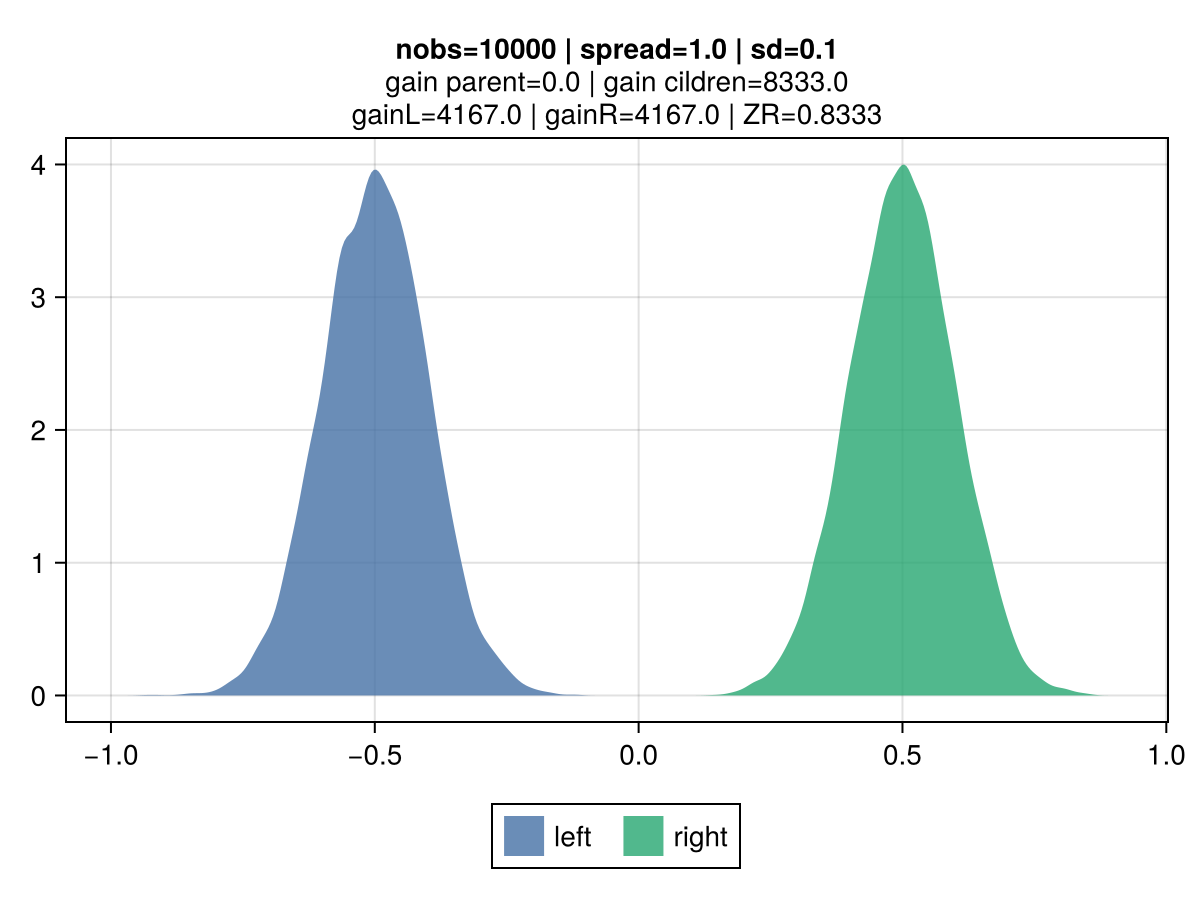 nobs=10000 | spread=1.0 | sd=0.1
gain parent=0.0 | gain cildren=8333.0
gainL=4167.0 | gainR=4167.0 | ZR=0.8333
4
3
2
1
0
−1.0 −0.5 0.0 0.5 1.0
left right